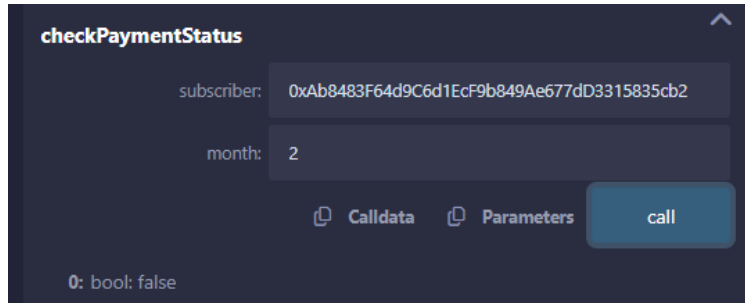 checkPaymentStatus
subscriber: 0xAb8483F64d9C6d1EcF9b849Ae677dD3315835cb2
month: 2
Calldata Parameters call
0: bool: false